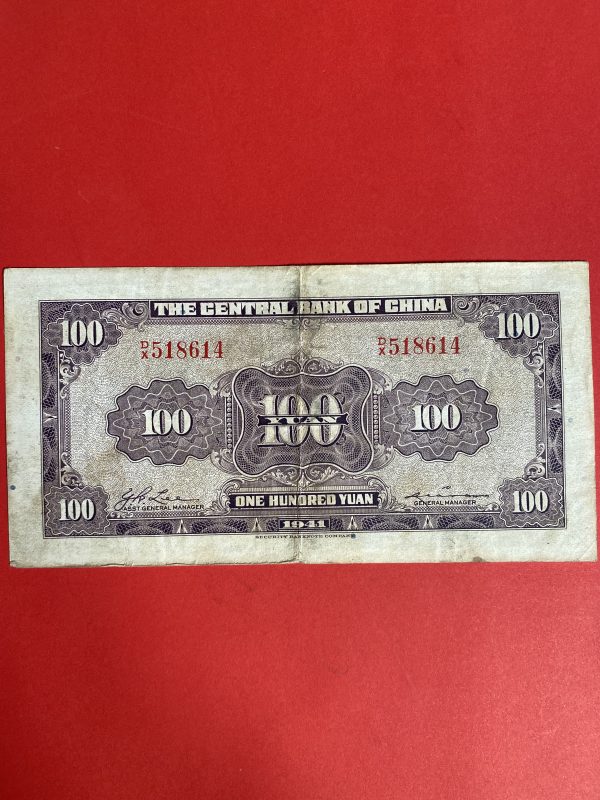 THE CENTRAL BANK OF CHINA
100 100
D/X 518614 D/X 518614
100 100 100
YUAN
G.R. Lee
ASST GENERAL MANAGER GENERAL MANAGER
ONE HUNDRED YUAN
100 100
1941
SECURITY BANKNOTE COMPANY